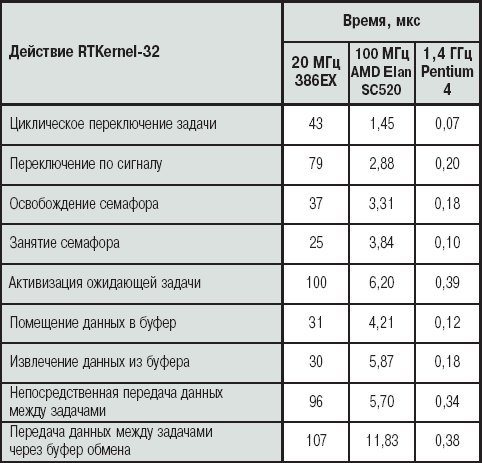 Действие RTKernel-32
Время, мкс
20 МГц
386EX
100 МГц
AMD Elan
SC520
1,4 ГГц
Pentium
4
Циклическое переключение задачи 43 1,45 0,07
Переключение по сигналу 79 2,88 0,20
Освобождение семафора 37 3,31 0,18
Занятие семафора 25 3,84 0,10
Активизация ожидающей задачи 100 6,20 0,39
Помещение данных в буфер 31 4,21 0,12
Извлечение данных из буфера 30 5,87 0,18
Непосредственная передача данных
между задачами 96 5,70 0,34
Передача данных между задачами
через буфер обмена 107 11,83 0,38